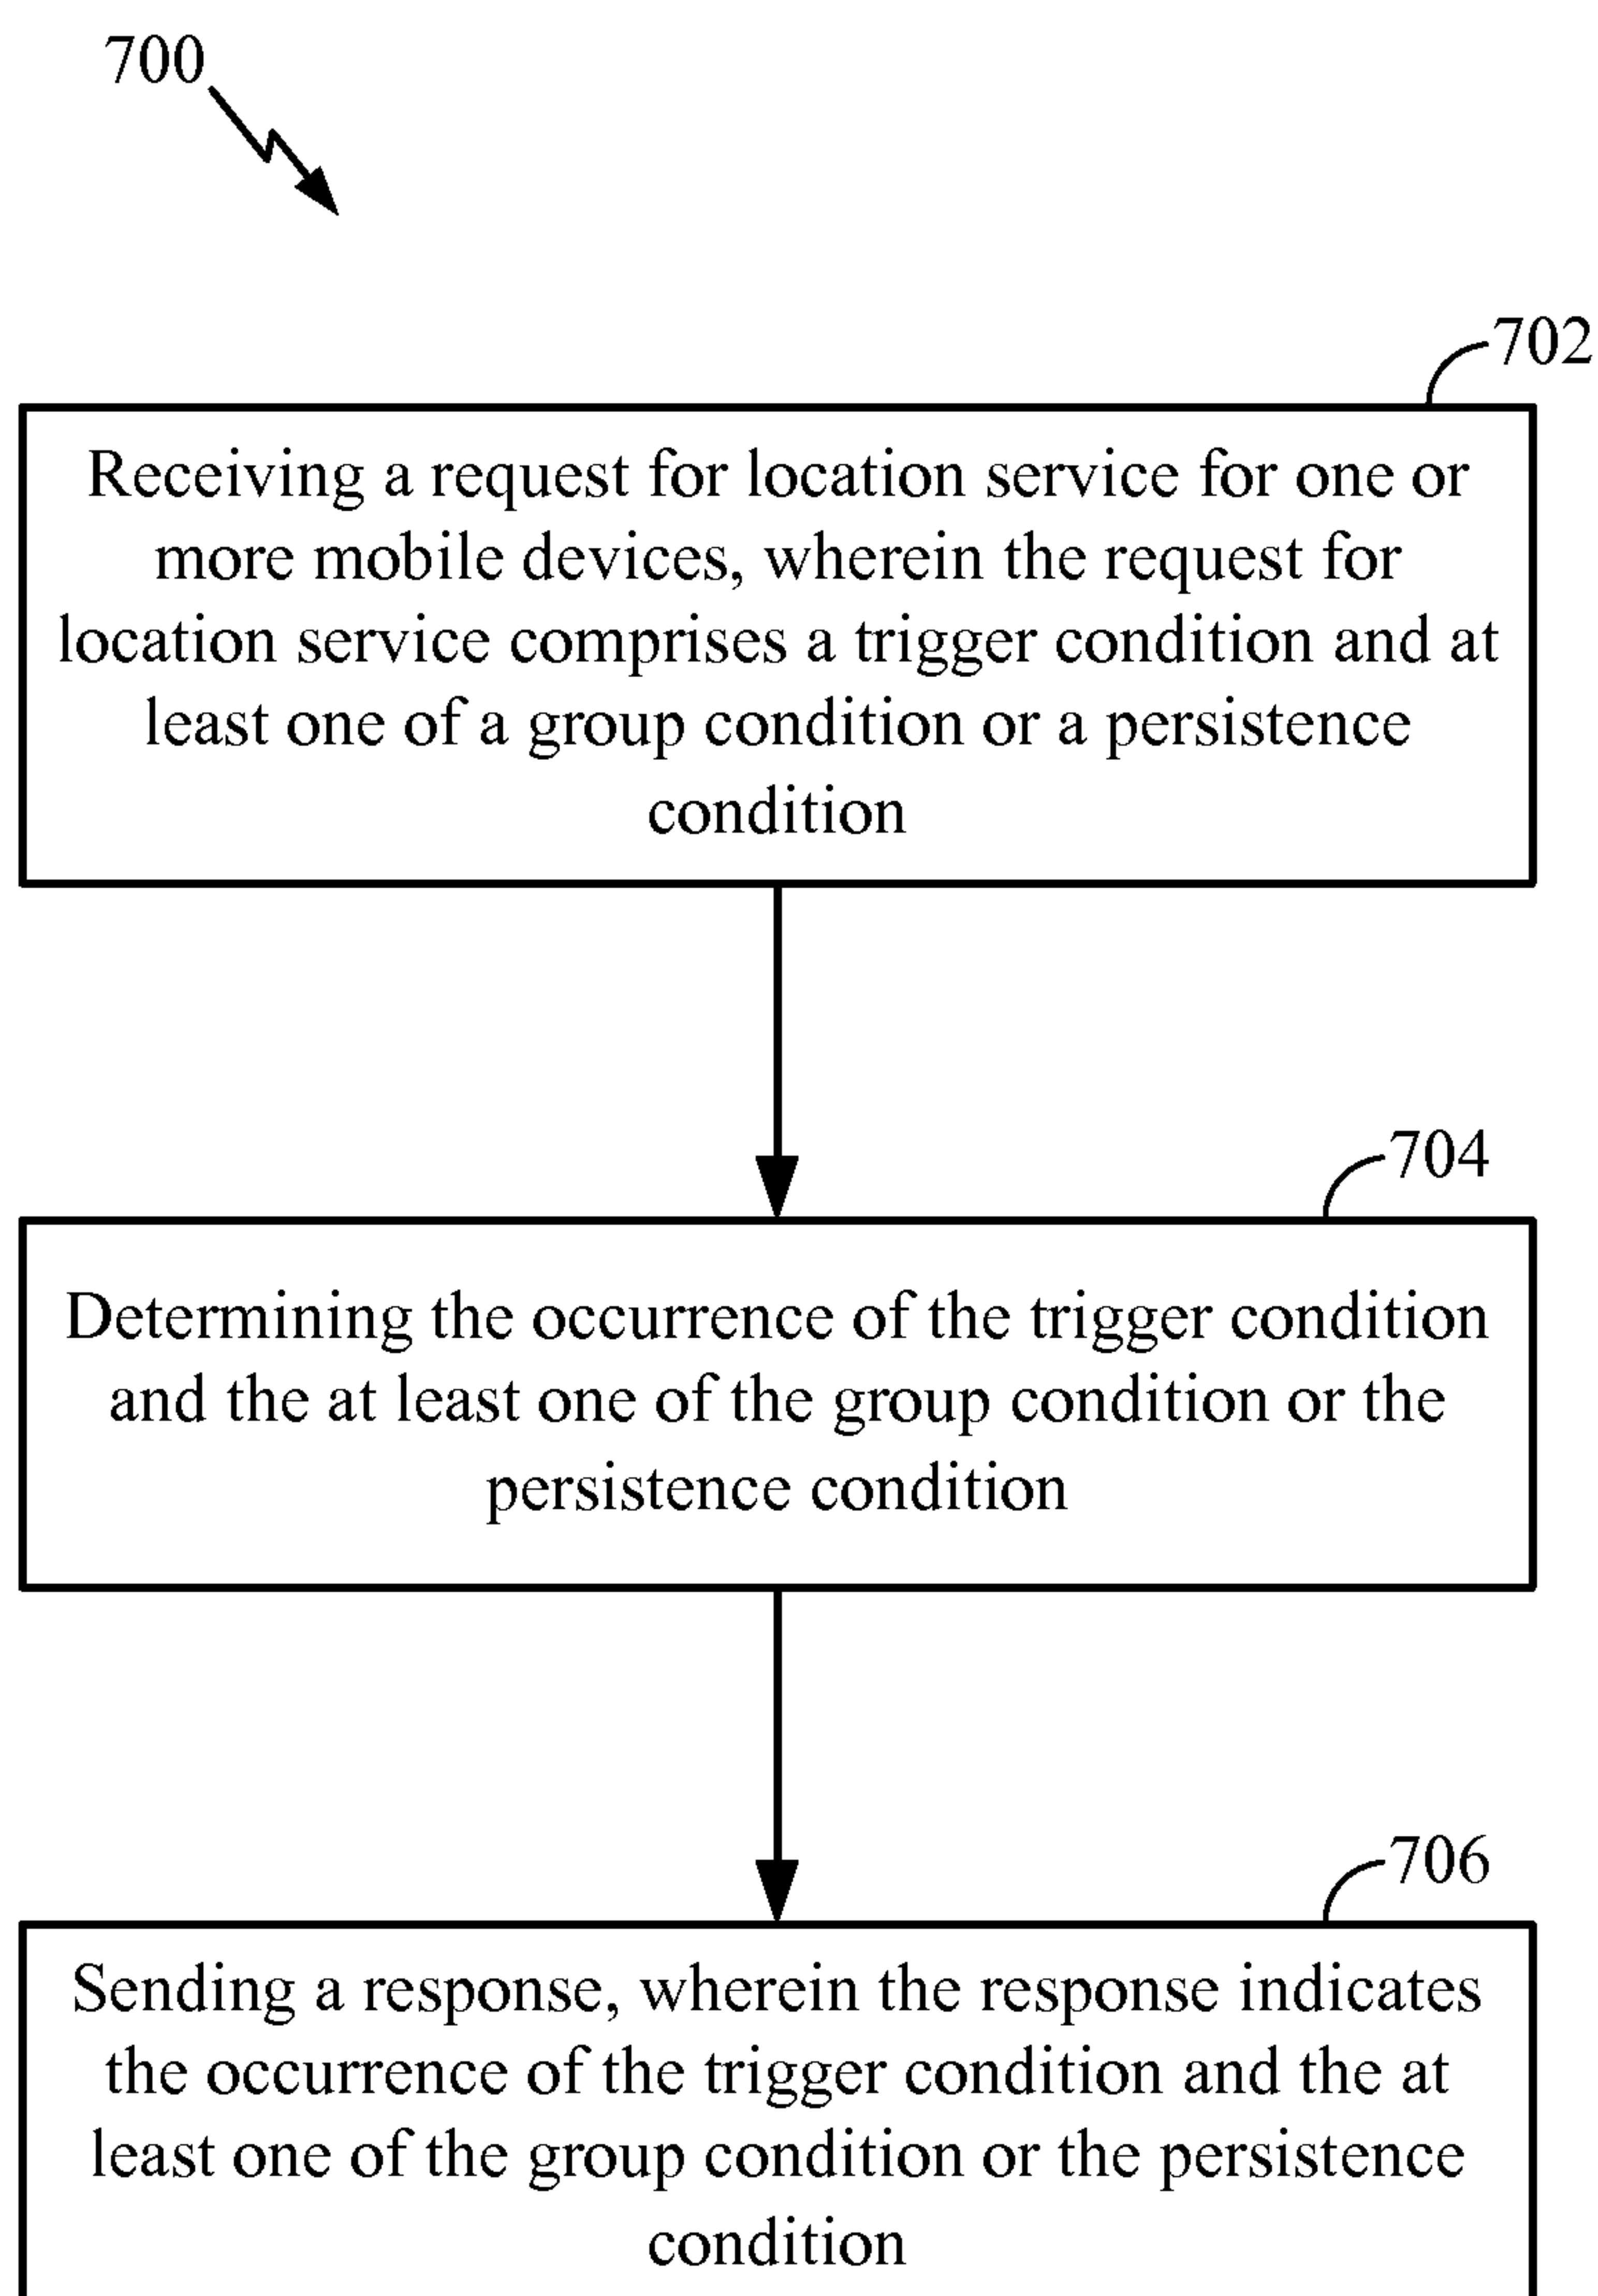 700
702
Receiving a request for location service for one or
more mobile devices, wherein the request for
location service comprises a trigger condition and at
least one of a group condition or a persistence
condition
704
Determining the occurrence of the trigger condition
and the at least one of the group condition or the
persistence condition
706
Sending a response, wherein the response indicates
the occurrence of the trigger condition and the at
least one of the group condition or the persistence
condition